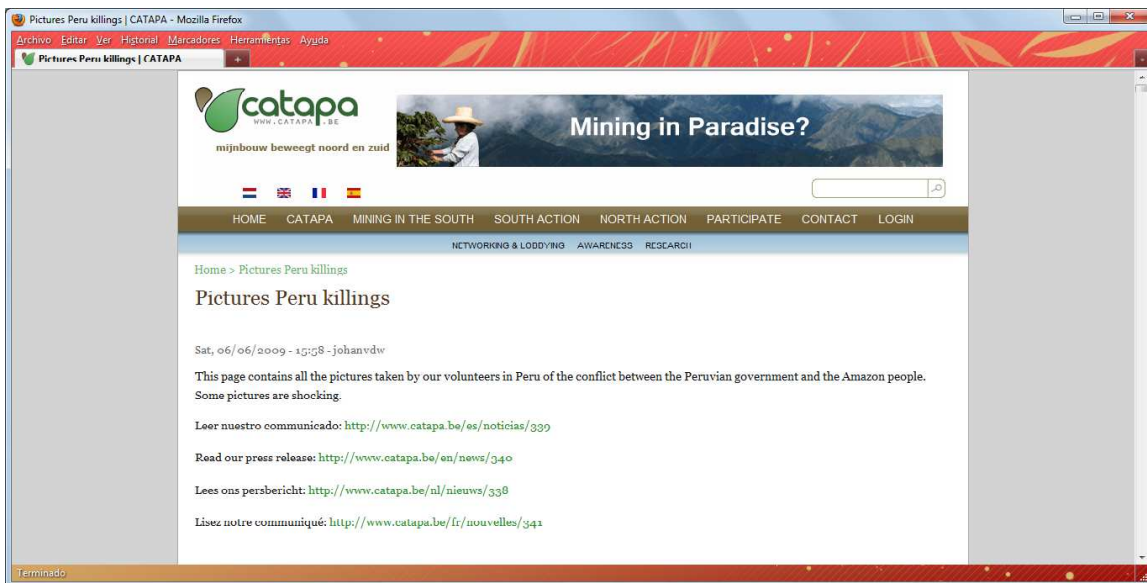 Pictures Peru killings | CATAPA - Mozilla Firefox
Archivo Editar Ver Historial Marcadores Herramientas Ayuda
Pictures Peru killings | CATAPA
catapa
WWW.CATAPA.BE
mijnbouw beweegt noord en zuid
Mining in Paradise?
HOME CATAPA MINING IN THE SOUTH SOUTH ACTION NORTH ACTION PARTICIPATE CONTACT LOGIN
NETWORKING & LOBBYING AWARENESS RESEARCH
Home > Pictures Peru killings
Pictures Peru killings
Sat, 06/06/2009 - 15:58 - johanvdw
This page contains all the pictures taken by our volunteers in Peru of the conflict between the Peruvian government and the Amazon people.
Some pictures are shocking.
Leer nuestro communicado: http://www.catapa.be/es/noticias/339
Read our press release: http://www.catapa.be/en/news/340
Lees ons persbericht: http://www.catapa.be/nl/nieuws/338
Lisez notre communiqué: http://www.catapa.be/fr/nouvelles/341
Terminado